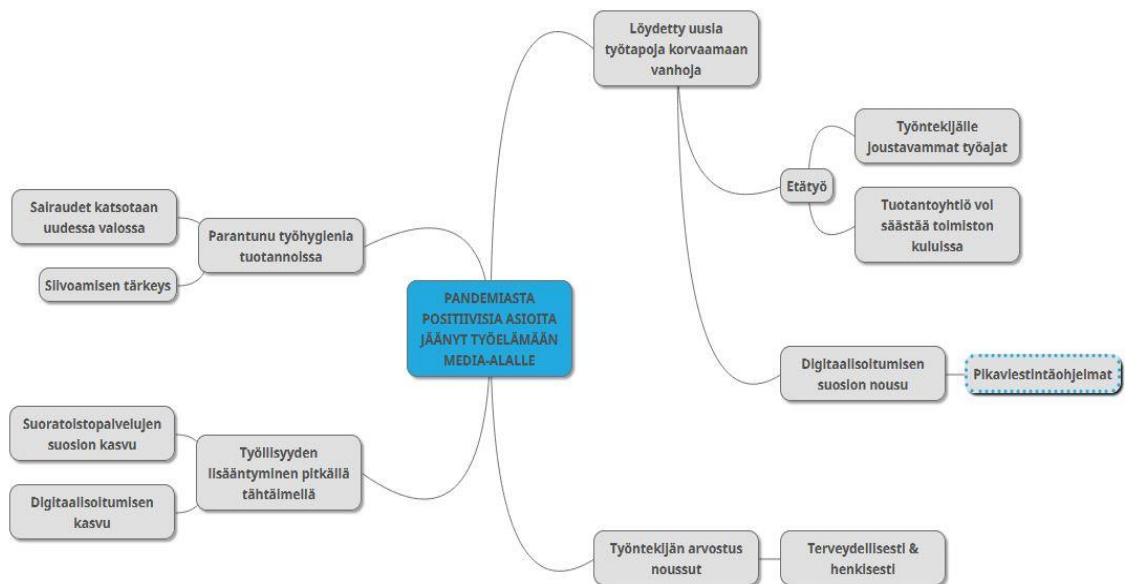 Löydetty uusia
työtapoja korvaamaan
vanhoja
Työntekijälle
joustavammat työajat
Etätyö
Tuotantoyhtiö voi
säästää toimiston
kuluissa
Sairaudet katsotaan
uudessa valossa
Parantunu työhygienia
tuotannoissa
Siivoamisen tärkeys
PANDEMIASTA
POSITIIVISIA ASIOITA
JÄÄNYT TYÖELÄMÄÄN
MEDIA-ALALLE
Digitaalisoitumisen
suosion nousu
Pikaviestintäohjelmat
Suoratoistopalvelujen
suosion kasvu
Työllisyyden
lisääntyminen pitkällä
tähtäimellä
Digitaalisoitumisen
kasvu
Työntekijän arvostus
noussut
Terveydellisesti &
henkisesti